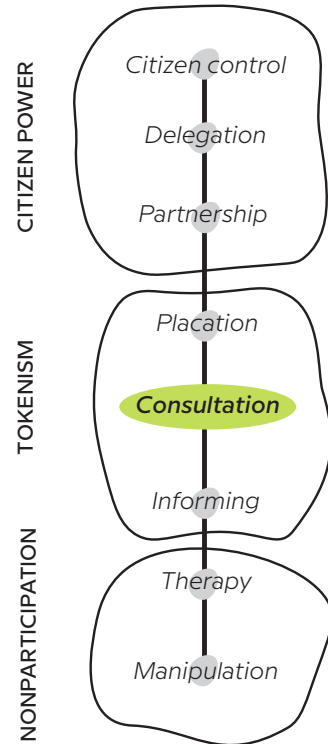 CITIZEN POWER
Citizen control
Delegation
Partnership
TOKENISM
Placation
Consultation
Informing
NONPARTICIPATION
Therapy
Manipulation